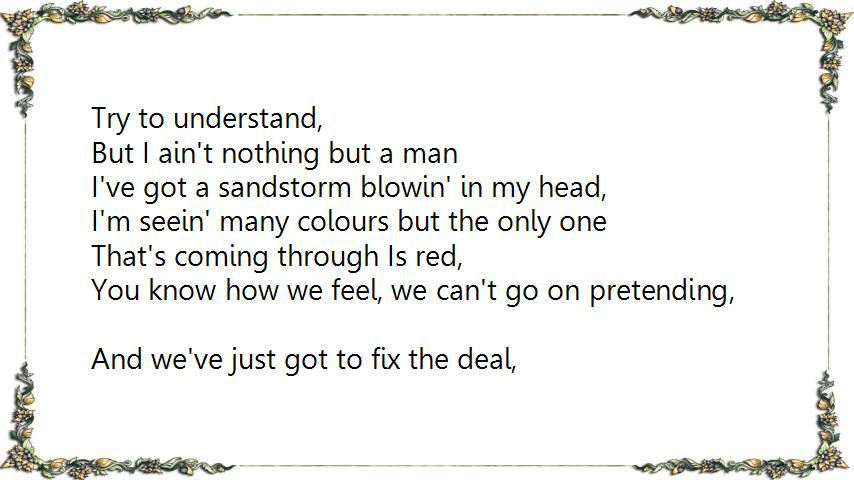 Try to understand,
But I ain't nothing but a man
I've got a sandstorm blowin' in my head,
I'm seein' many colours but the only one
That's coming through Is red,
You know how we feel, we can't go on pretending,
And we've just got to fix the deal,